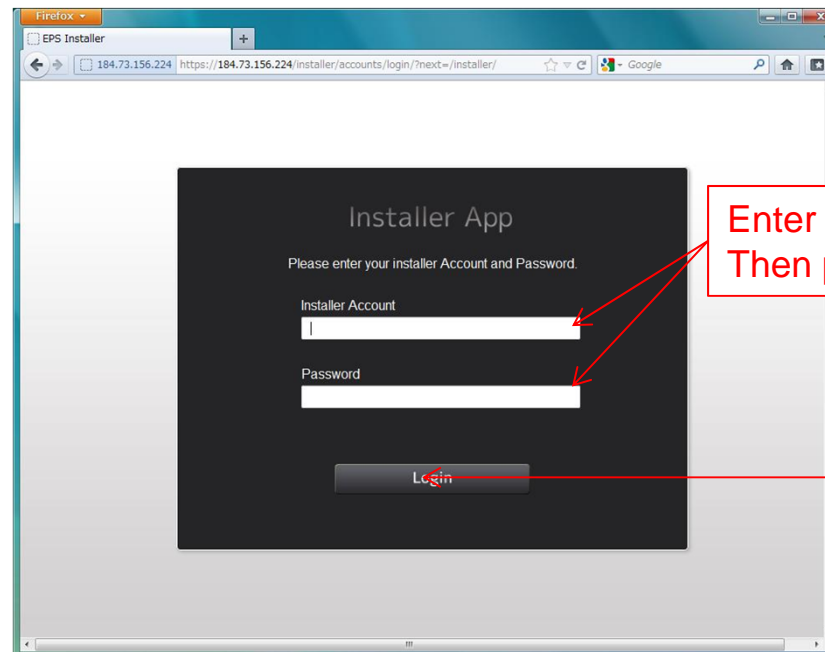 Firefox
EPS Installer
184.73.156.224 https://184.73.156.224/installer/accounts/login/?next=/installer/ Google
Installer App
Please enter your installer Account and Password.
Installer Account
Password
Login
Enter
Then